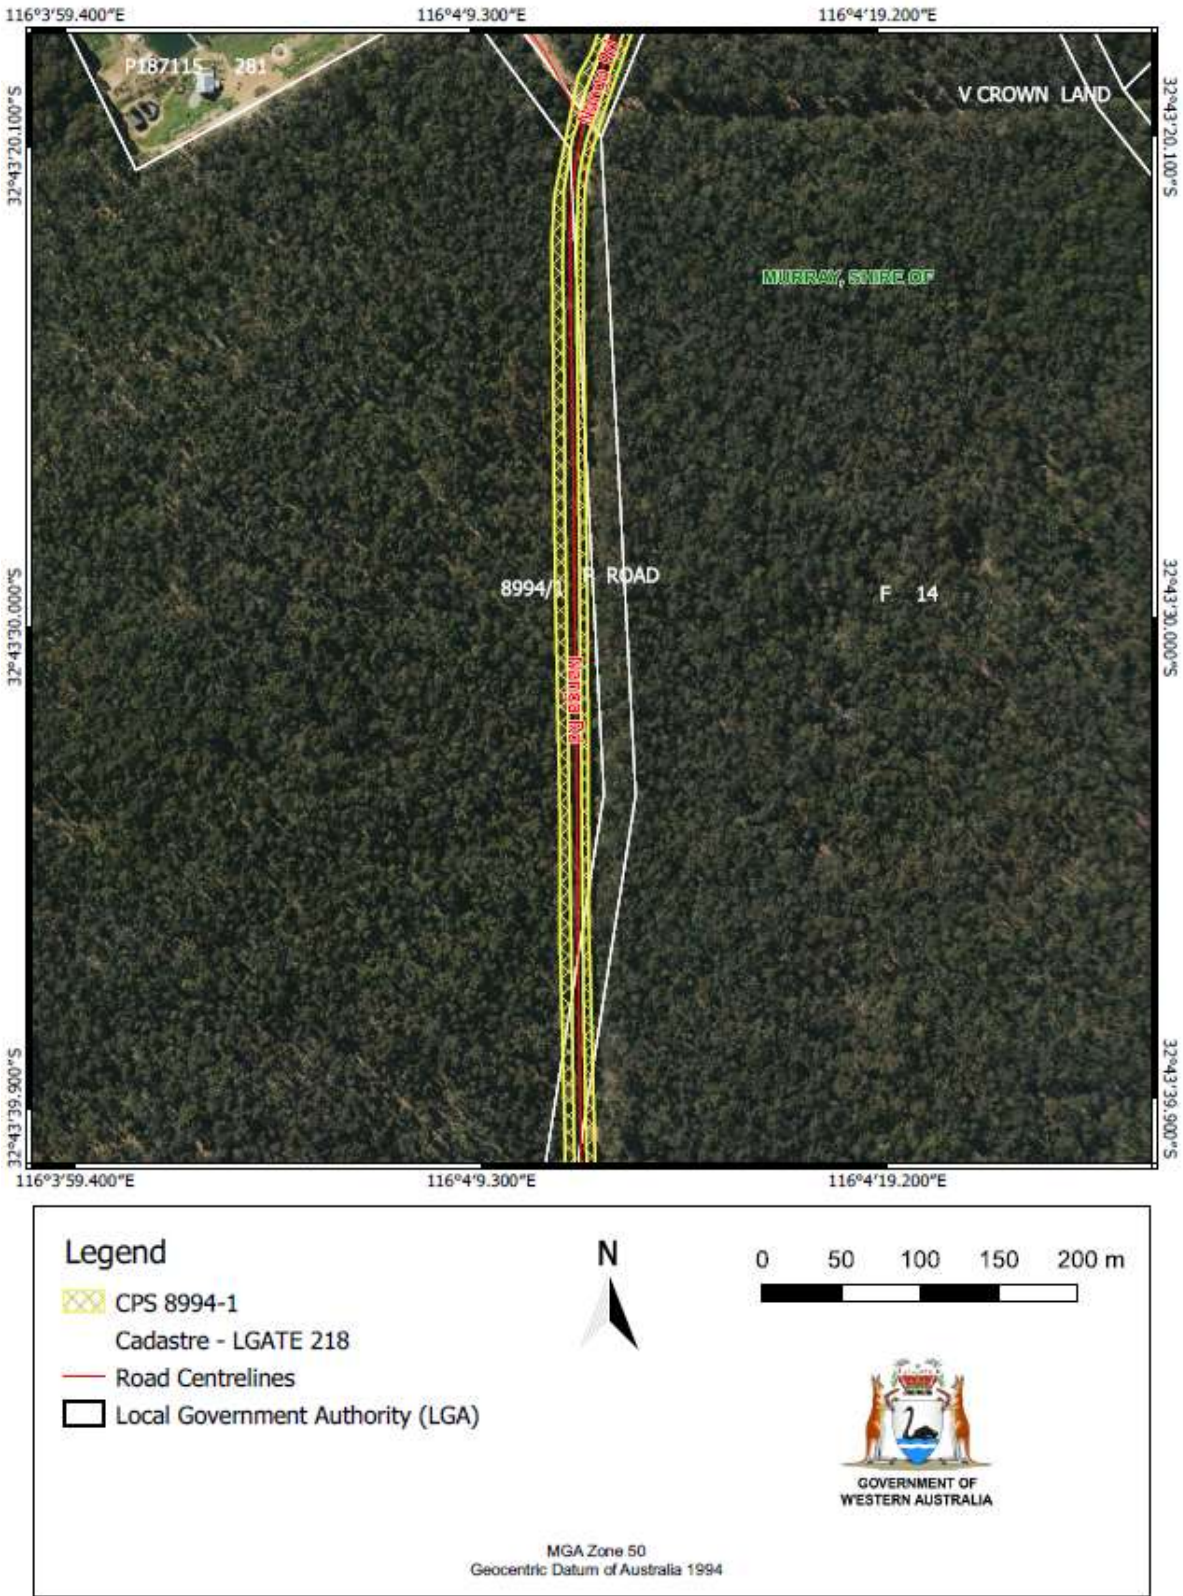 116°3'59.400"E
116°4'9.300"E
116°4'19.200"E
32°43'20.100"S
32°43'20.100"S
P187115 281
V CROWN LAND
MURRAY, SHIRE OF
8994/1
R ROAD
F 14
32°43'30.000"S
32°43'30.000"S
Nanga Rd
32°43'39.900"S
32°43'39.900"S
116°3'59.400"E
116°4'9.300"E
116°4'19.200"E
Legend
CPS 8994-1
Cadastre - LGATE 218
Road Centrelines
Local Government Authority (LGA)
N
0 50 100 150 200 m
GOVERNMENT OF
WESTERN AUSTRALIA
MGA Zone 50
Geocentric Datum of Australia 1994